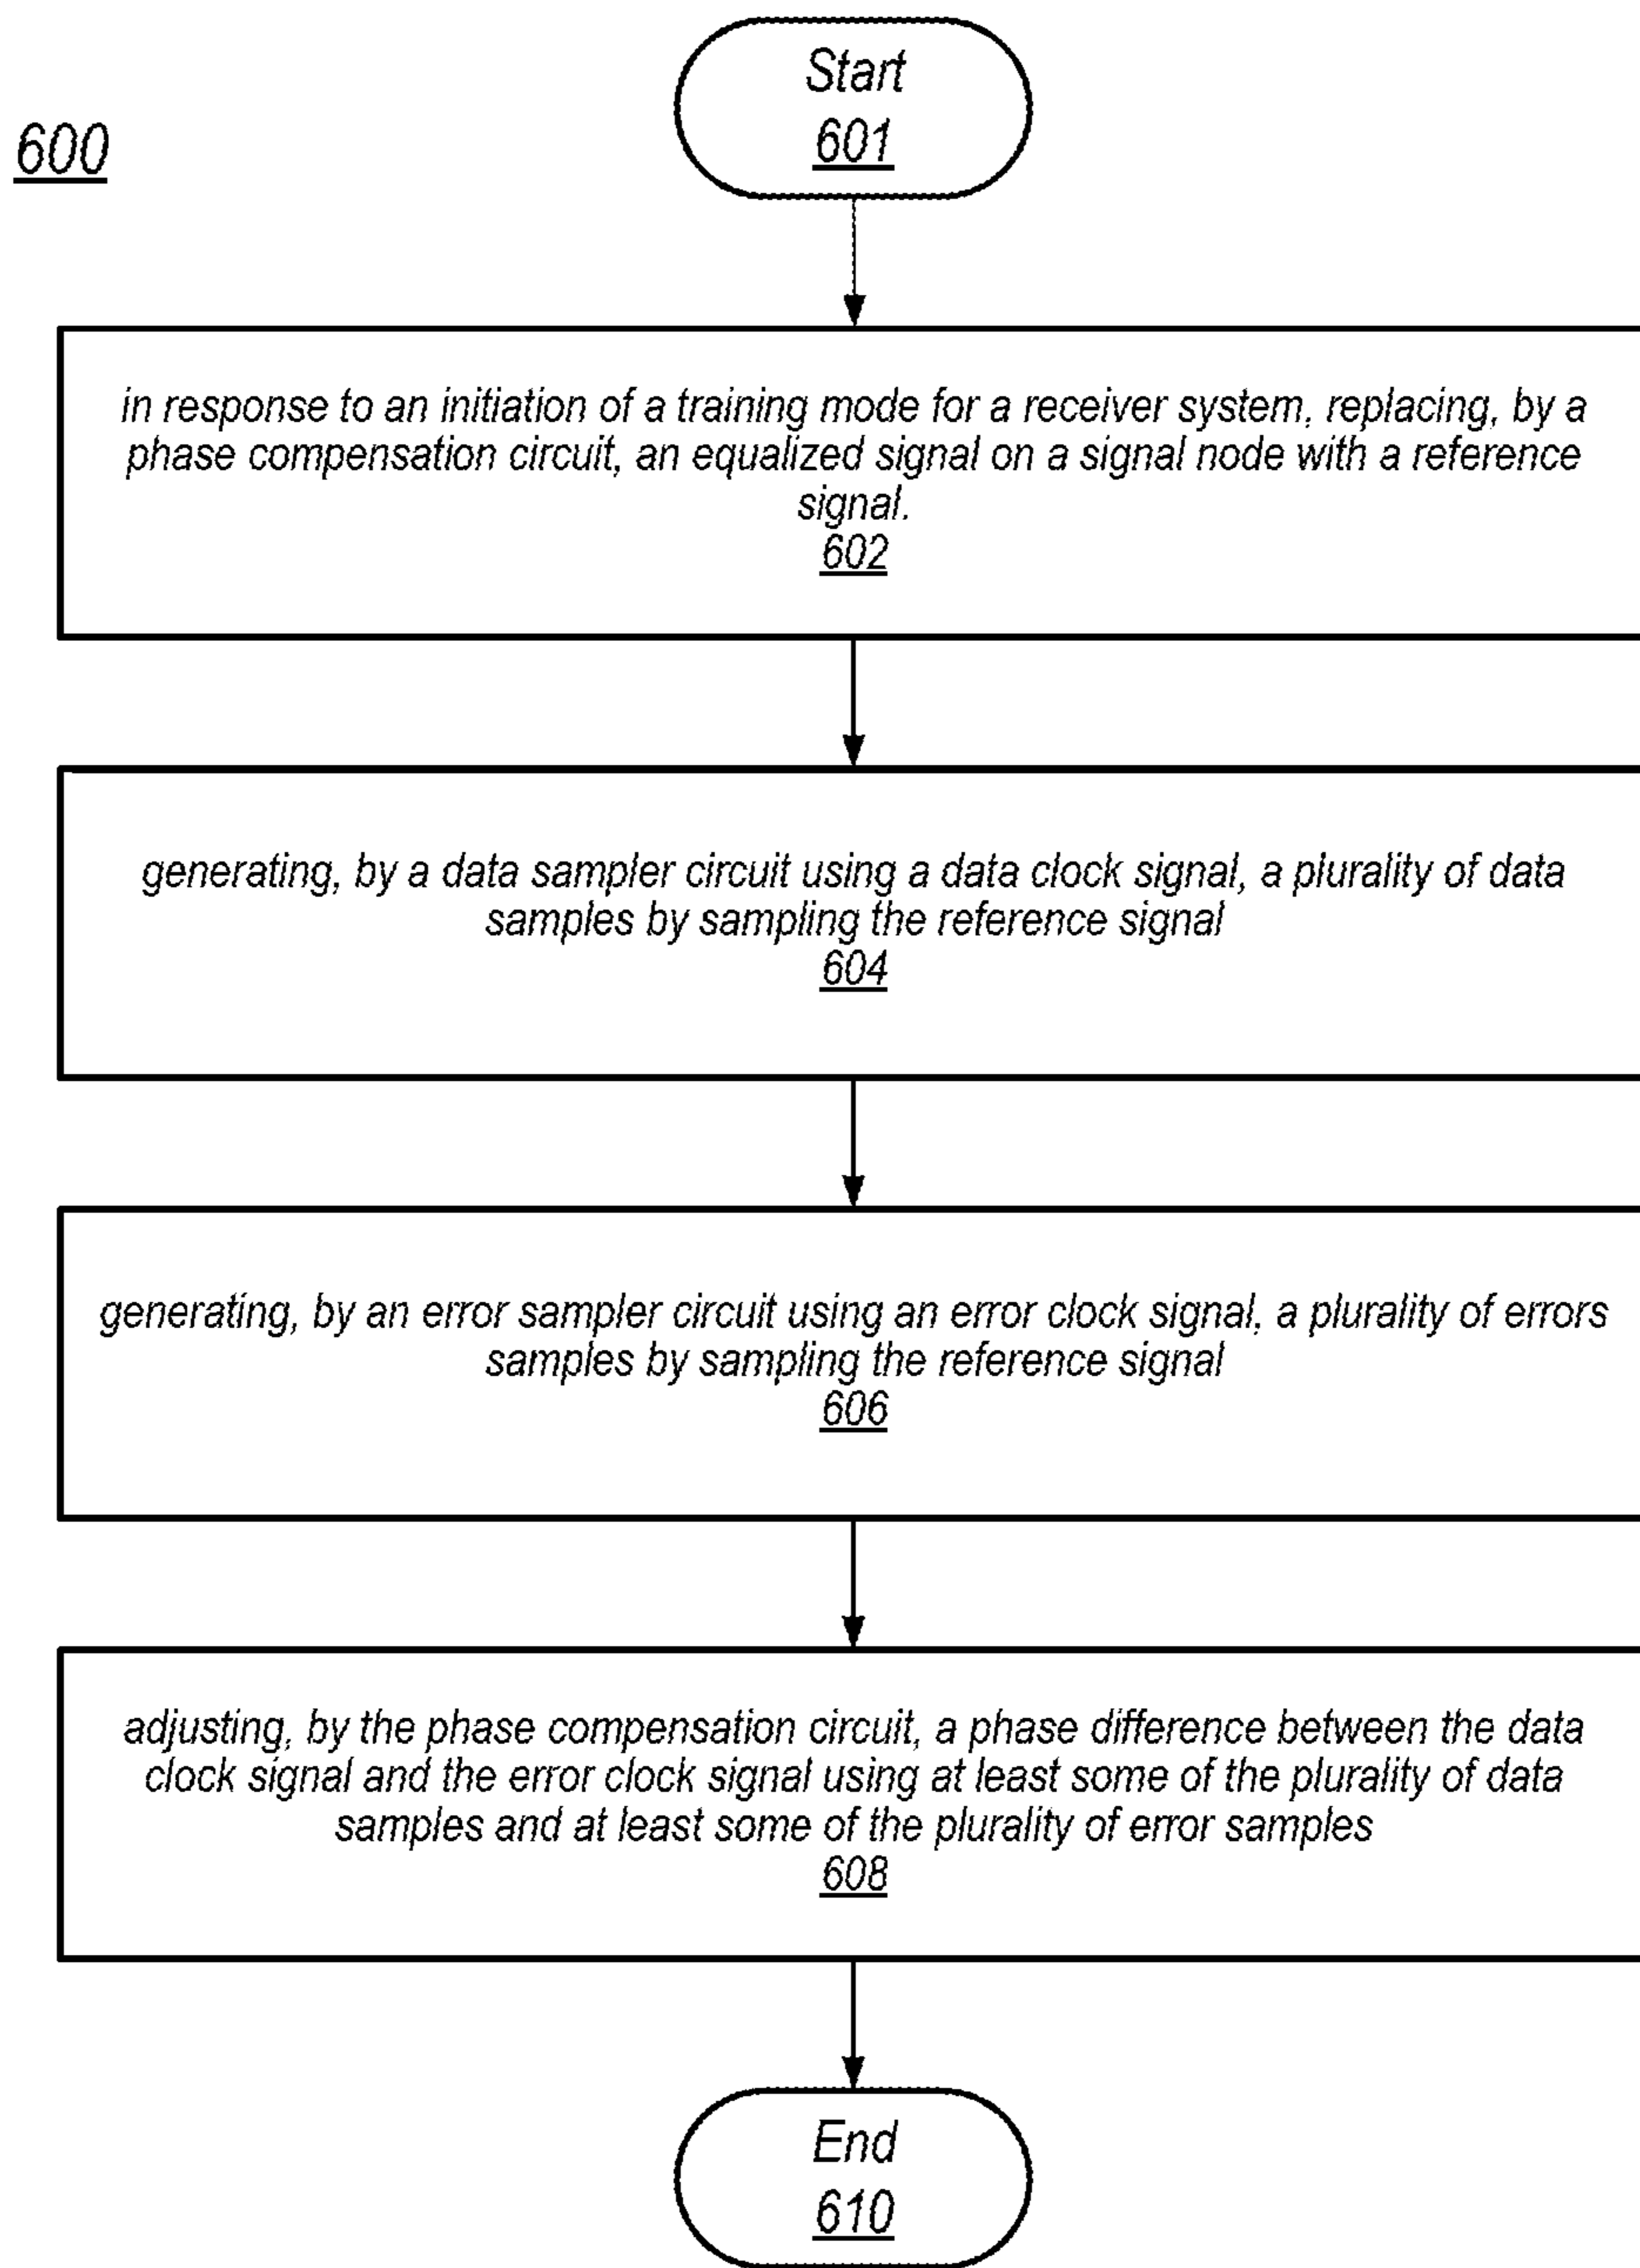 600
Start
601
in response to an initiation of a training mode for a receiver system, replacing, by a
phase compensation circuit, an equalized signal on a signal node with a reference
signal.
602
generating, by a data sampler circuit using a data clock signal, a plurality of data
samples by sampling the reference signal
604
generating, by an error sampler circuit using an error clock signal, a plurality of errors
samples by sampling the reference signal
606
adjusting, by the phase compensation circuit, a phase difference between the data
clock signal and the error clock signal using at least some of the plurality of data
samples and at least some of the plurality of error samples
608
End
610